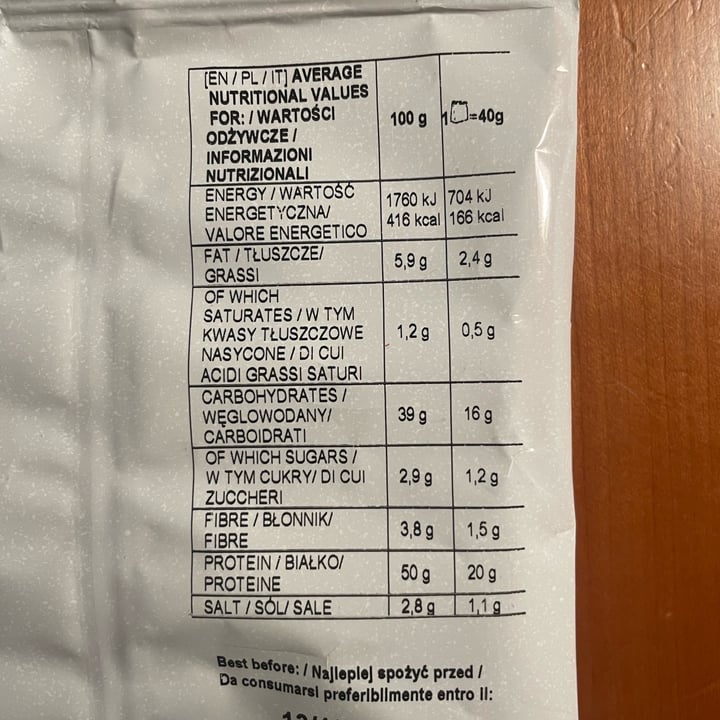 [EN / PL / IT] AVERAGE
NUTRITIONAL VALUES
FOR: / WARTOŚCI
ODŻYWCZE /
INFORMAZIONI
NUTRIZIONALI
100 g
1 =40g
ENERGY / WARTOŚĆ
ENERGETYCZNA/
VALORE ENERGETICO
1760 kJ 704 kJ
416 kcal 166 kcal
FAT / TŁUSZCZE/
GRASSI
5,9 g 2,4 g
OF WHICH
SATURATES / W TYM
KWASY TŁUSZCZOWE
NASYCONE / DI CUI
ACIDI GRASSI SATURI
1,2 g 0,5 g
CARBOHYDRATES /
WĘGLOWODANY/
CARBOIDRATI
39 g 16 g
OF WHICH SUGARS /
W TYM CUKRY/ DI CUI
ZUCCHERI
2,9 g 1,2 g
FIBRE / BŁONNIK/
FIBRE
3,8 g 1,5 g
PROTEIN / BIAŁKO/
PROTEINE
50 g 20 g
SALT / SÓL/ SALE 2,8 g 1,1 g
Best before: / Najlepiej spożyć przed /
Da consumarsi preferibilmente entro il: